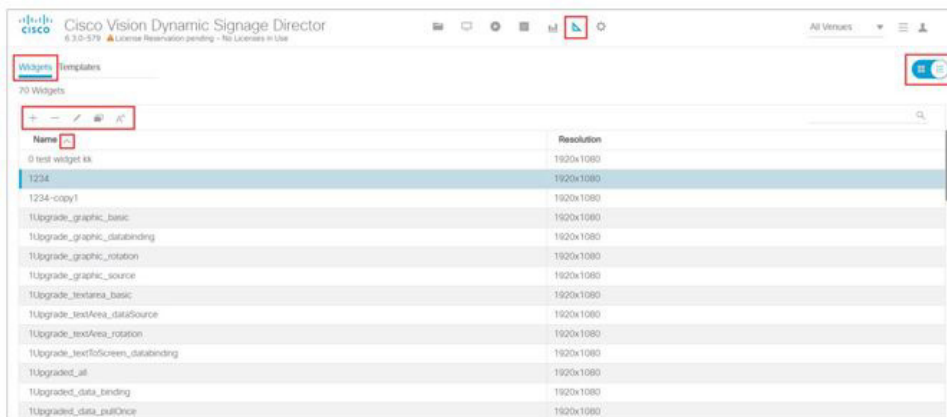 cisco Cisco Vision Dynamic Signage Director
6.3.0-579 License Reservation pending - No Licenses in Use
All Venues
Widgets Templates
70 Widgets
Name Resolution
0 test widget kk 1920x1080
1234 1920x1080
1234-copy1 1920x1080
1Upgrade_graphic_basic 1920x1080
1Upgrade_graphic_databinding 1920x1080
1Upgrade_graphic_rotation 1920x1080
1Upgrade_graphic_source 1920x1080
1Upgrade_textarea_basic 1920x1080
1Upgrade_textArea_dataSource 1920x1080
1Upgrade_textArea_rotation 1920x1080
1Upgrade_textToScreen_databinding 1920x1080
1Upgraded_all 1920x1080
1Upgraded_data_binding 1920x1080
1Upgraded_data_pullOnce 1920x1080